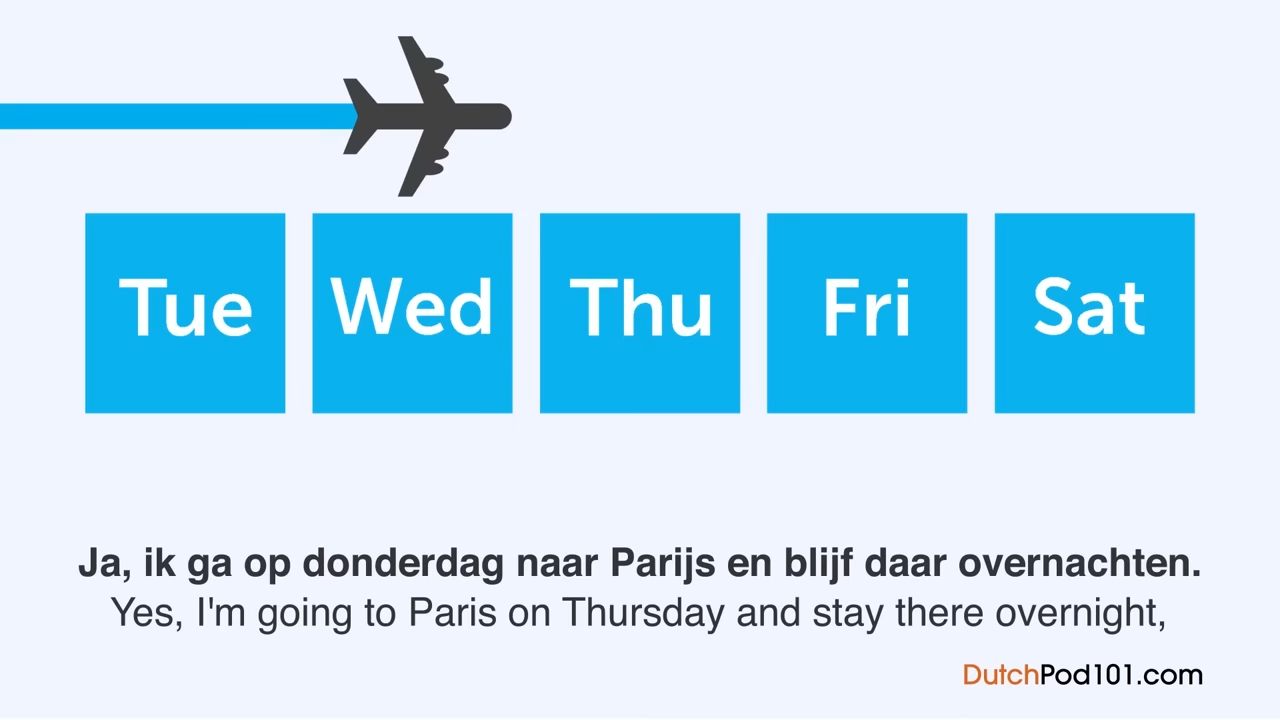 Tue Wed Thu Fri Sat
Ja, ik ga op donderdag naar Parijs en blijf daar overnachten.
Yes, I'm going to Paris on Thursday and stay there overnight,
DutchPod101.com